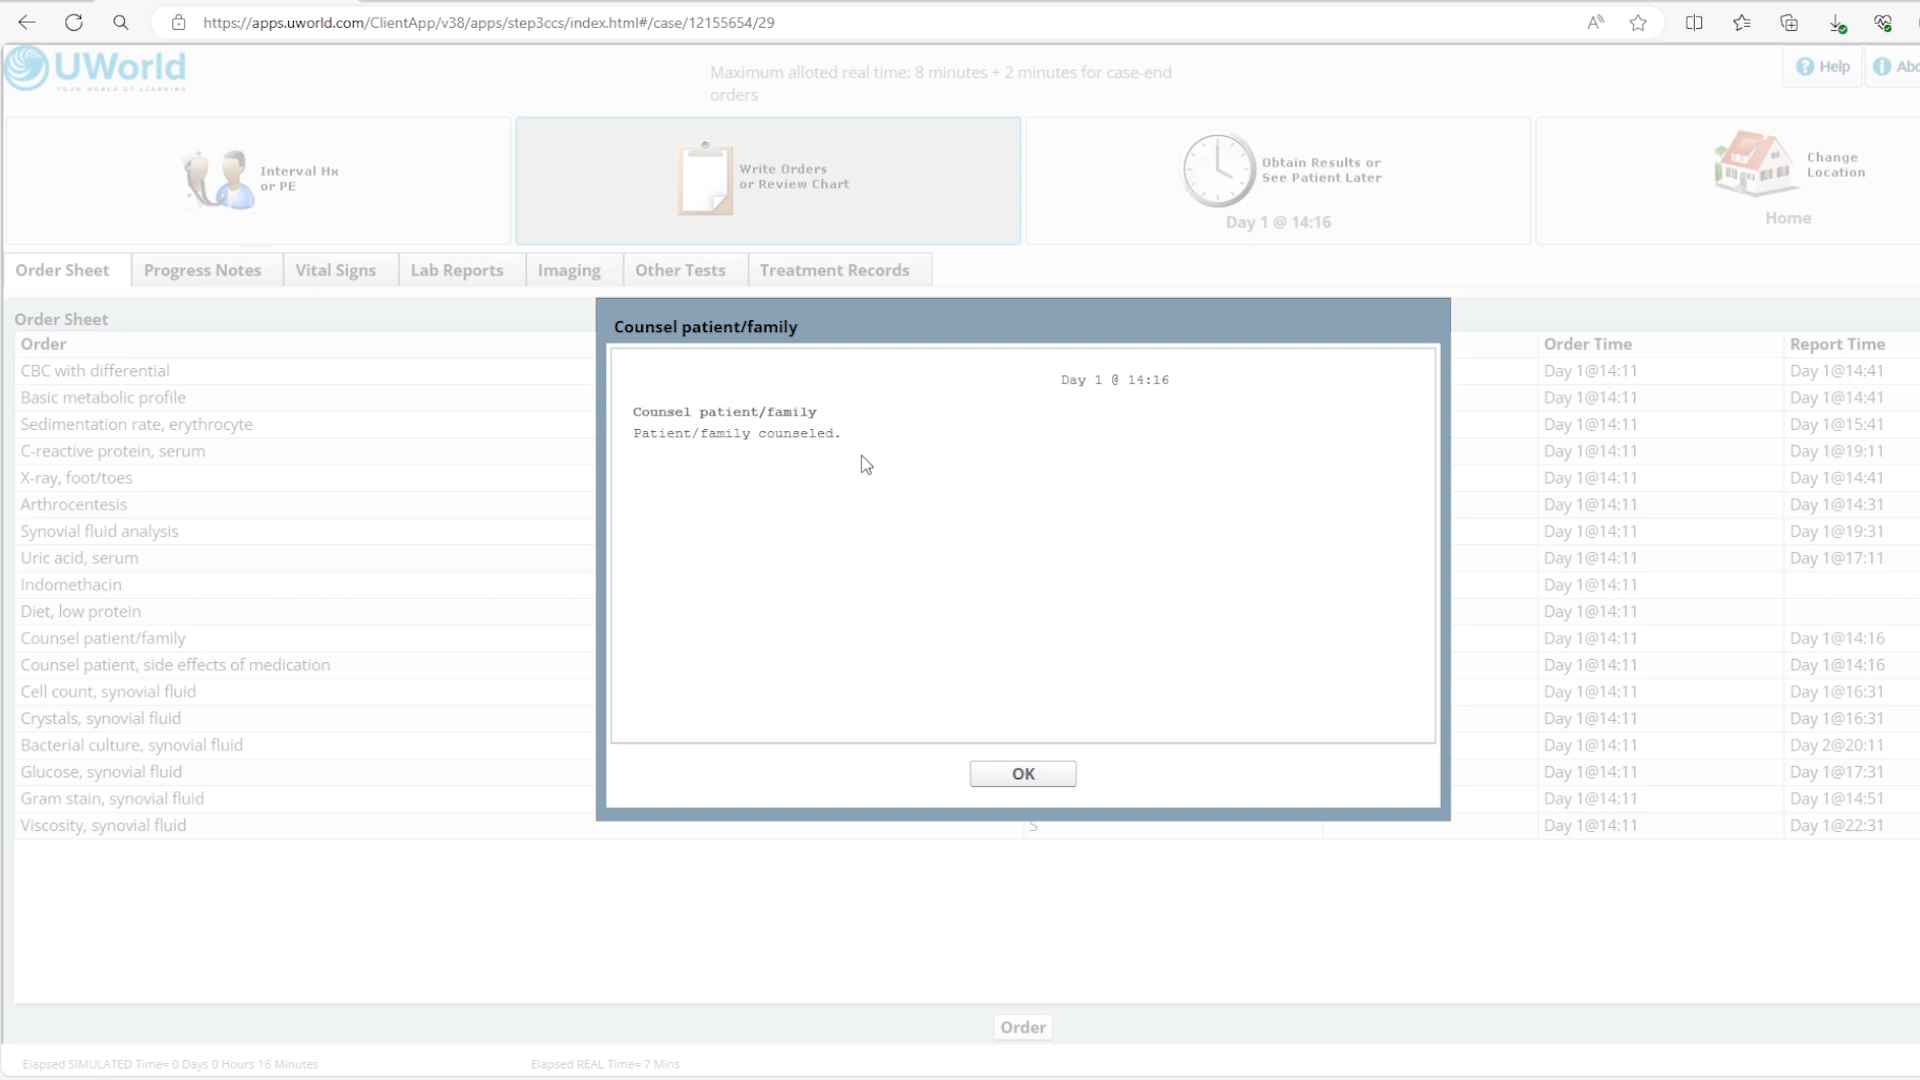 https://apps.uworld.com/ClientApp/v38/apps/step3ccs/index.html#/case/12155654/29
UWorld
YOUR WORLD OF LEARNING
Maximum alloted real time: 8 minutes + 2 minutes for case-end
orders
Help
Abo
Interval Hx
or PE
Write Orders
or Review Chart
Obtain Results or
See Patient Later
Day 1 @ 14:16
Change
Location
Home
Order Sheet Progress Notes Vital Signs Lab Reports Imaging Other Tests Treatment Records
Order Sheet
Order Order Time Report Time
CBC with differential Day 1@14:11 Day 1@14:41
Basic metabolic profile Day 1@14:11 Day 1@14:41
Sedimentation rate, erythrocyte Day 1@14:11 Day 1@15:41
C-reactive protein, serum Day 1@14:11 Day 1@19:11
X-ray, foot/toes Day 1@14:11 Day 1@14:41
Arthrocentesis Day 1@14:11 Day 1@14:31
Synovial fluid analysis Day 1@14:11 Day 1@19:31
Uric acid, serum Day 1@14:11 Day 1@17:11
Indomethacin Day 1@14:11
Diet, low protein Day 1@14:11
Counsel patient/family Day 1@14:11 Day 1@14:16
Counsel patient, side effects of medication Day 1@14:11 Day 1@14:16
Cell count, synovial fluid Day 1@14:11 Day 1@16:31
Crystals, synovial fluid Day 1@14:11 Day 1@16:31
Bacterial culture, synovial fluid Day 1@14:11 Day 2@20:11
Glucose, synovial fluid Day 1@14:11 Day 1@17:31
Gram stain, synovial fluid Day 1@14:11 Day 1@14:51
Viscosity, synovial fluid S Day 1@14:11 Day 1@22:31
Counsel patient/family
Day 1 @ 14:16
Counsel patient/family
Patient/family counseled.
OK
Order
Elapsed SIMULATED Time= 0 Days 0 Hours 16 Minutes Elapsed REAL Time= 7 Mins